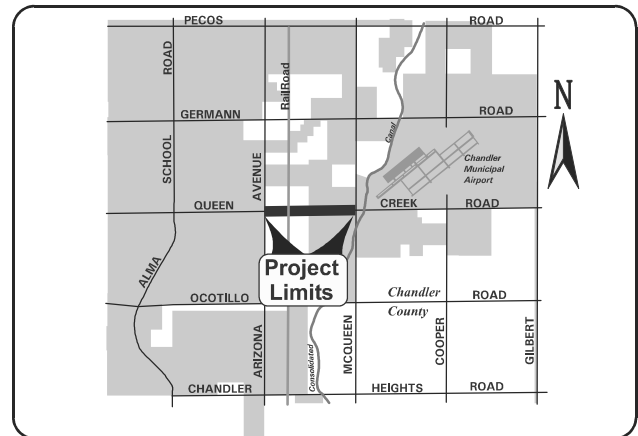 PECOS ROAD
ROAD
SCHOOL
ALMA
RailRoad
GERMANN ROAD
N
Canal
Chandler
Municipal
Airport
AVENUE
ARIZONA
QUEEN CREEK ROAD
Project
Limits
OCOTILLO ROAD
Chandler
County
Consolidated
MCQUEEN
COOPER
GILBERT
CHANDLER HEIGHTS ROAD